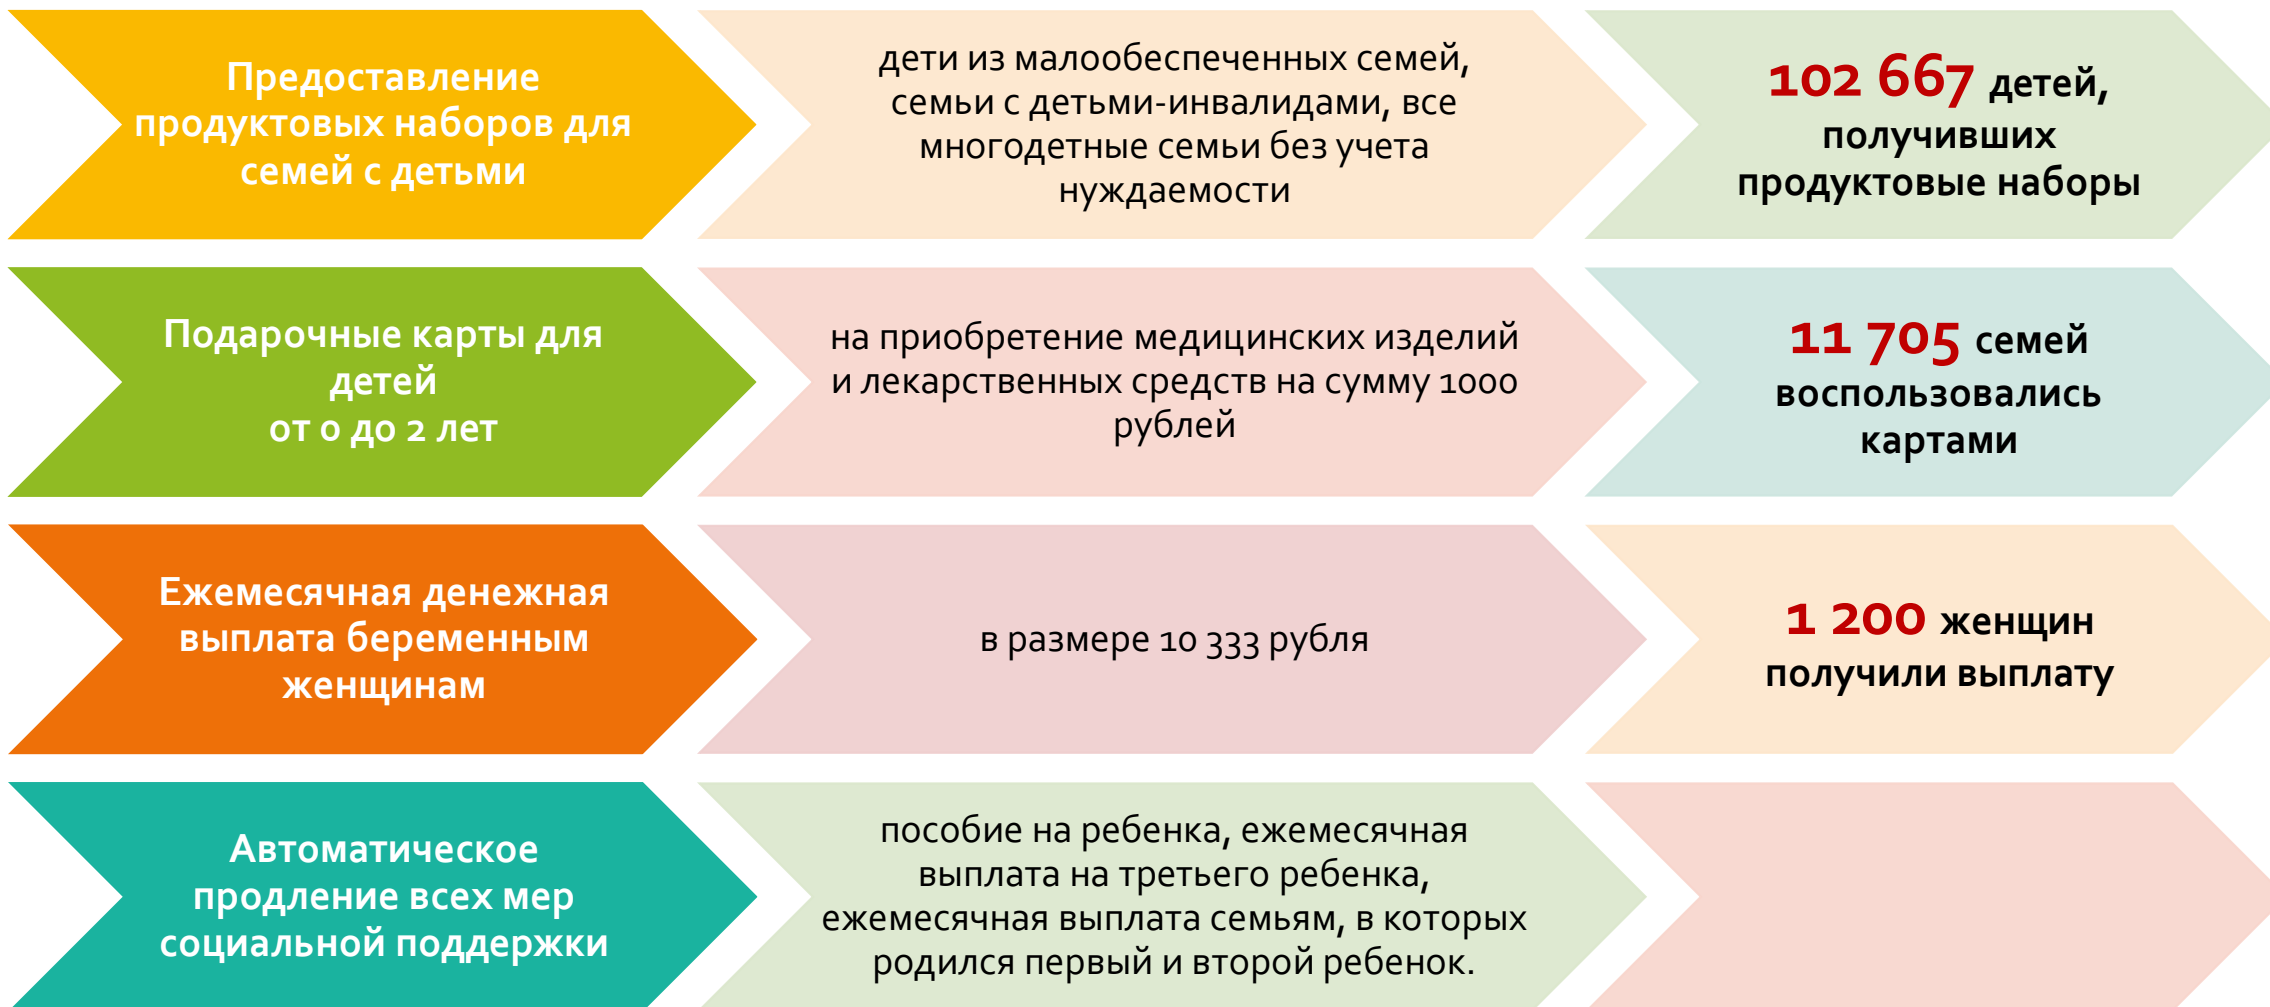 Предоставление
продуктовых наборов для
семей с детьми
дети из малообеспеченных семей,
семьи с детьми-инвалидами, все
многодетные семьи без учета
нуждаемости
102 667 детей,
получивших
продуктовые наборы
Подарочные карты для
детей
от 0 до 2 лет
на приобретение медицинских изделий
и лекарственных средств на сумму 1000
рублей
11 705 семей
воспользовались
картами
Ежемесячная денежная
выплата беременным
женщинам
в размере 10 333 рубля
1 200 женщин
получили выплату
Автоматическое
продление всех мер
социальной поддержки
пособие на ребенка, ежемесячная
выплата на третьего ребенка,
ежемесячная выплата семьям, в которых
родился первый и второй ребенок.